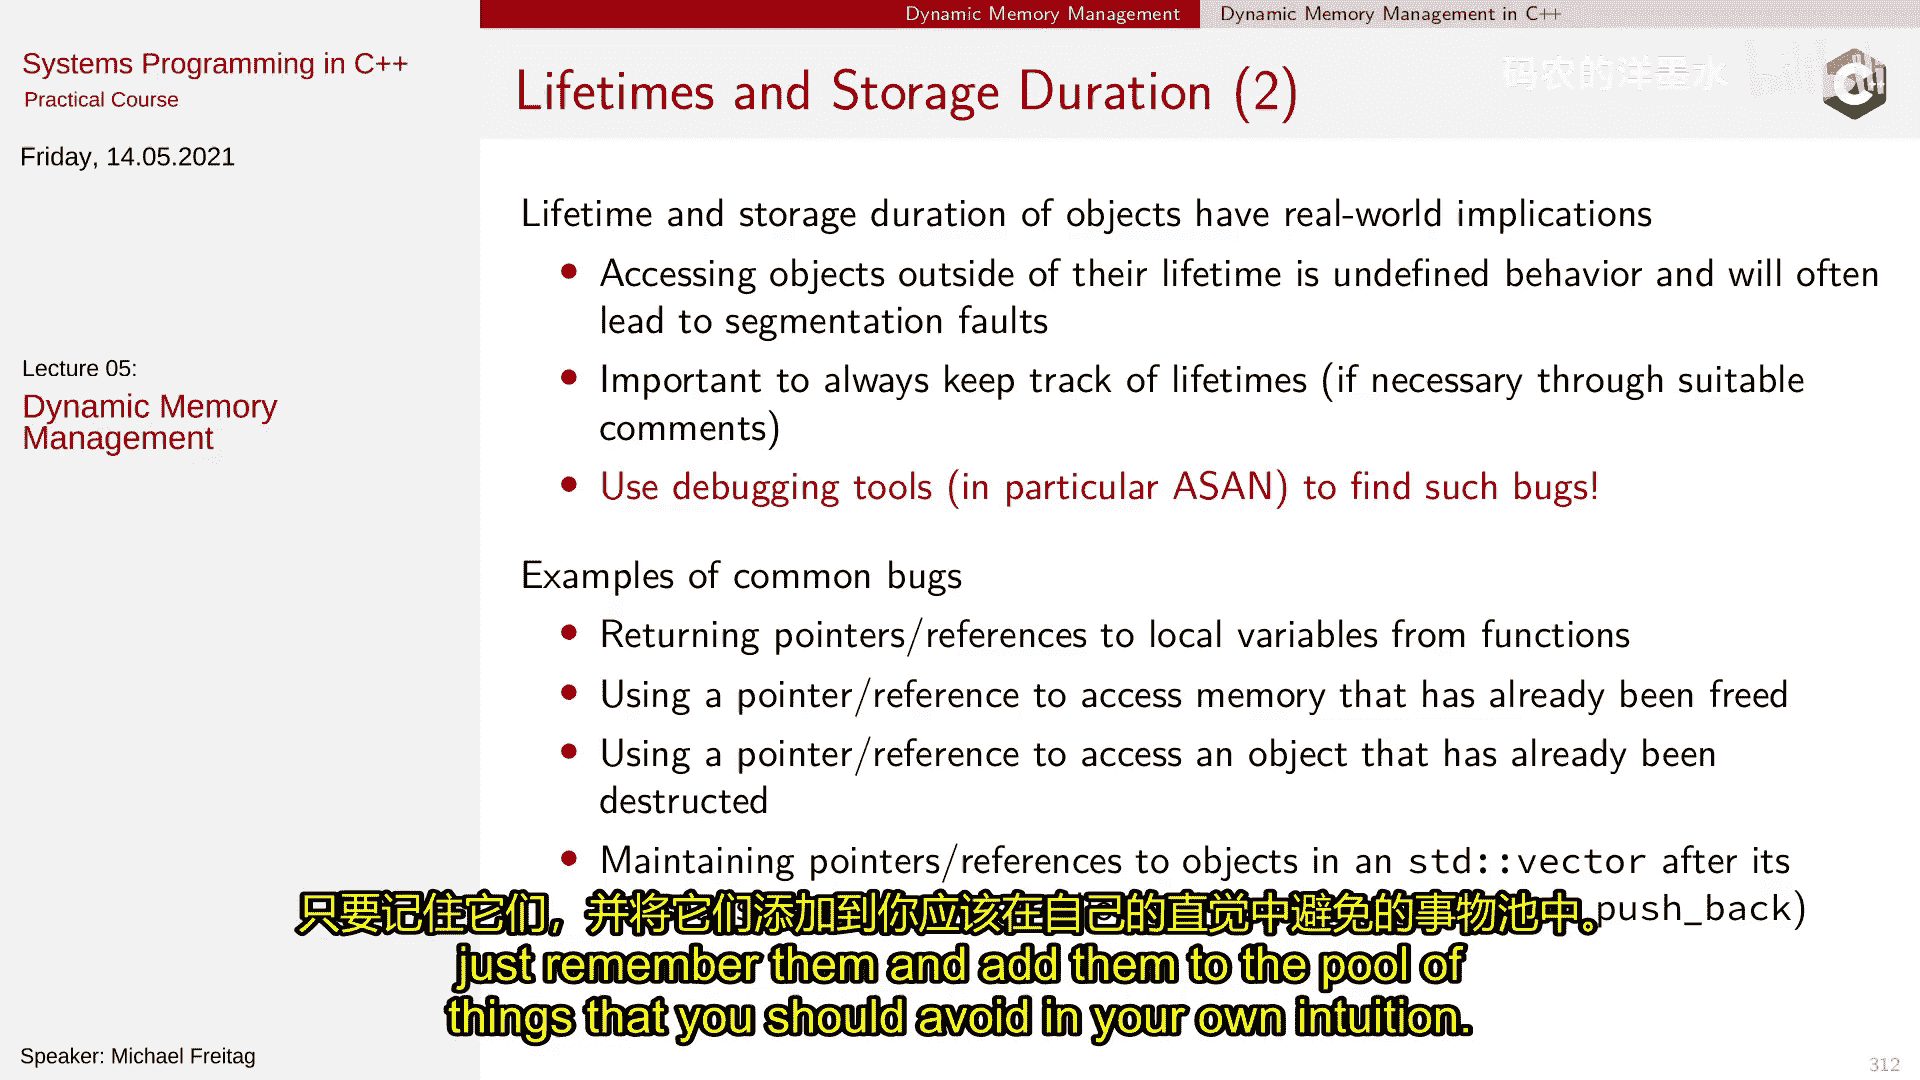 Dynamic Memory Management
Dynamic Memory Management in C++
Systems Programming in C++
Practical Course
Friday, 14.05.2021
Lecture 05:
Dynamic Memory
Management
Lifetimes and Storage Duration (2)
码农的洋墨水
Lifetime and storage duration of objects have real-world implications
• Accessing objects outside of their lifetime is undefined behavior and will often
lead to segmentation faults
• Important to always keep track of lifetimes (if necessary through suitable
comments)
• Use debugging tools (in particular ASAN) to find such bugs!
Examples of common bugs
• Returning pointers/references to local variables from functions
• Using a pointer/reference to access memory that has already been freed
• Using a pointer/reference to access an object that has already been
destructed
• Maintaining pointers/references to objects in an std::vector after its
push_back)
只要记住它们，并将它们添加到你应该在自己的直觉中避免的事物池中。
just remember them and add them to the pool of
things that you should avoid in your own intuition.
Speaker: Michael Freitag
312